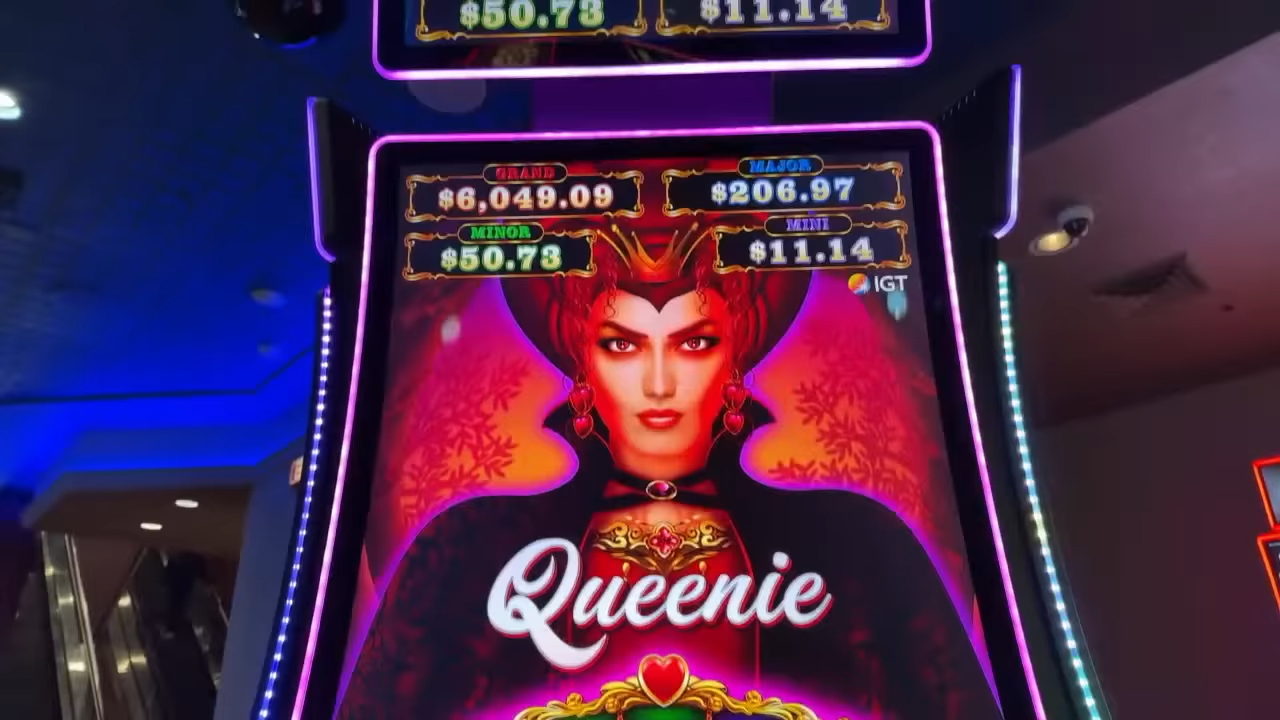 $50.73 $11.14
GRAND MAJOR
$6,049.09 $206.97
MINOR MINI
$50.73 $11.14
IGT
Queenie